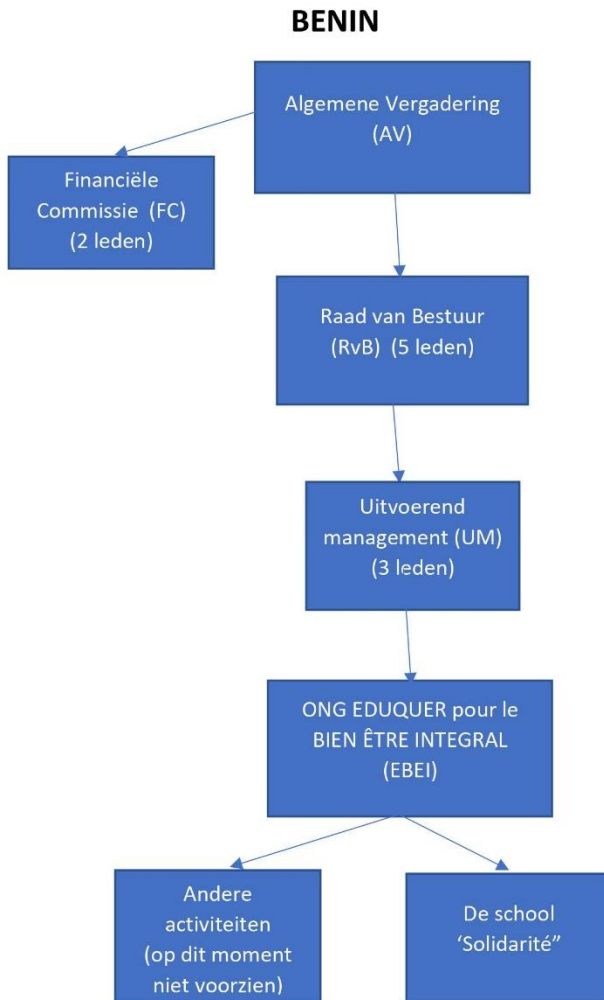 BENIN
Algemene Vergadering
(AV)
Financiële
Commissie (FC)
(2 leden)
Raad van Bestuur
(RvB) (5 leden)
Uitvoerend
management (UM)
(3 leden)
ONG EDUQUER pour le
BIEN ÊTRE INTEGRAL
(EBEI)
Andere
activiteiten
(op dit moment
niet voorzien)
De school
‘Solidarité”